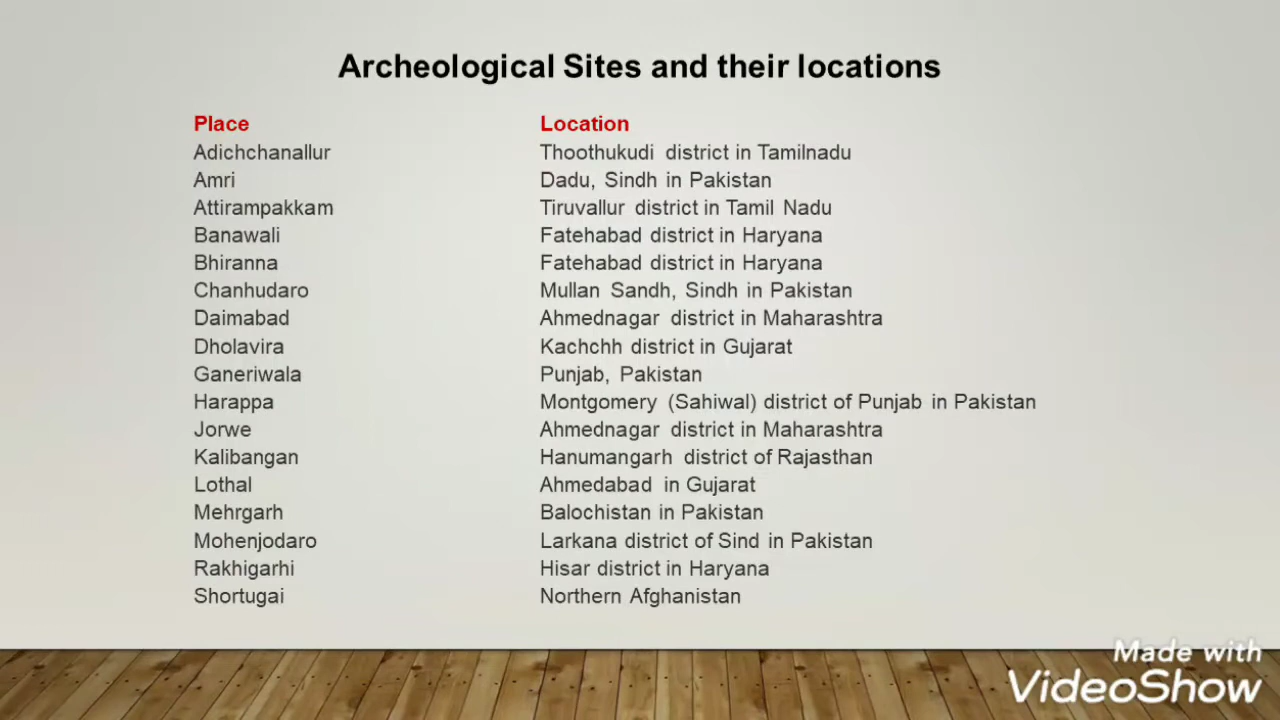 Archeological Sites and their locations
Place Location
Adichchanallur Thoothukudi district in Tamilnadu
Amri Dadu, Sindh in Pakistan
Attirampakkam Tiruvallur district in Tamil Nadu
Banawali Fatehabad district in Haryana
Bhiranna Fatehabad district in Haryana
Chanhudaro Mullan Sandh, Sindh in Pakistan
Daimabad Ahmednagar district in Maharashtra
Dholavira Kachchh district in Gujarat
Ganeriwala Punjab, Pakistan
Harappa Montgomery (Sahiwal) district of Punjab in Pakistan
Jorwe Ahmednagar district in Maharashtra
Kalibangan Hanumangarh district of Rajasthan
Lothal Ahmedabad in Gujarat
Mehrgarh Balochistan in Pakistan
Mohenjodaro Larkana district of Sind in Pakistan
Rakhigarhi Hisar district in Haryana
Shortugai Northern Afghanistan
Made with
VideoShow